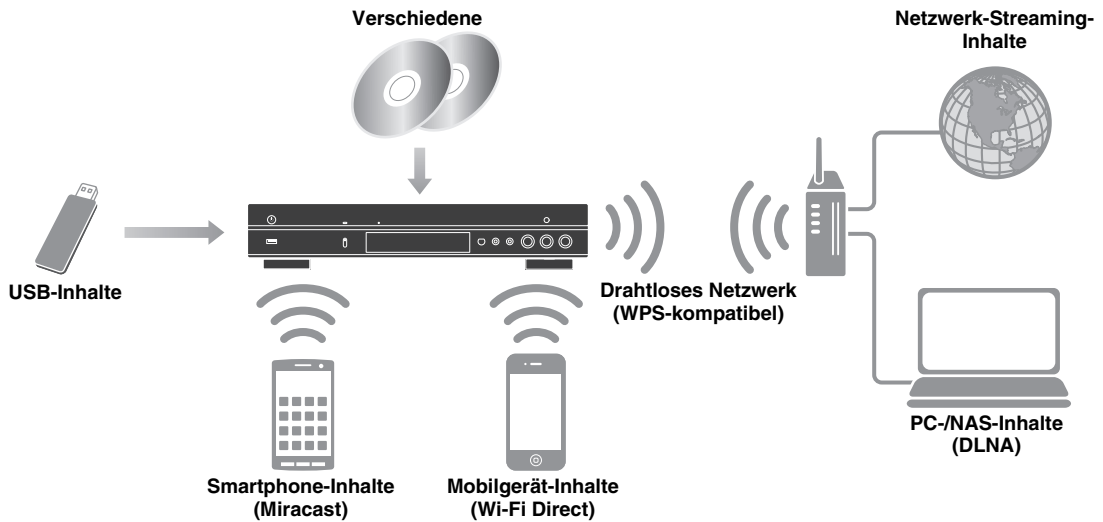 Verschiedene
Netzwerk-Streaming-
Inhalte
USB-Inhalte
Drahtloses Netzwerk
(WPS-kompatibel)
PC-/NAS-Inhalte
(DLNA)
Smartphone-Inhalte
(Miracast)
Mobilgerät-Inhalte
(Wi-Fi Direct)